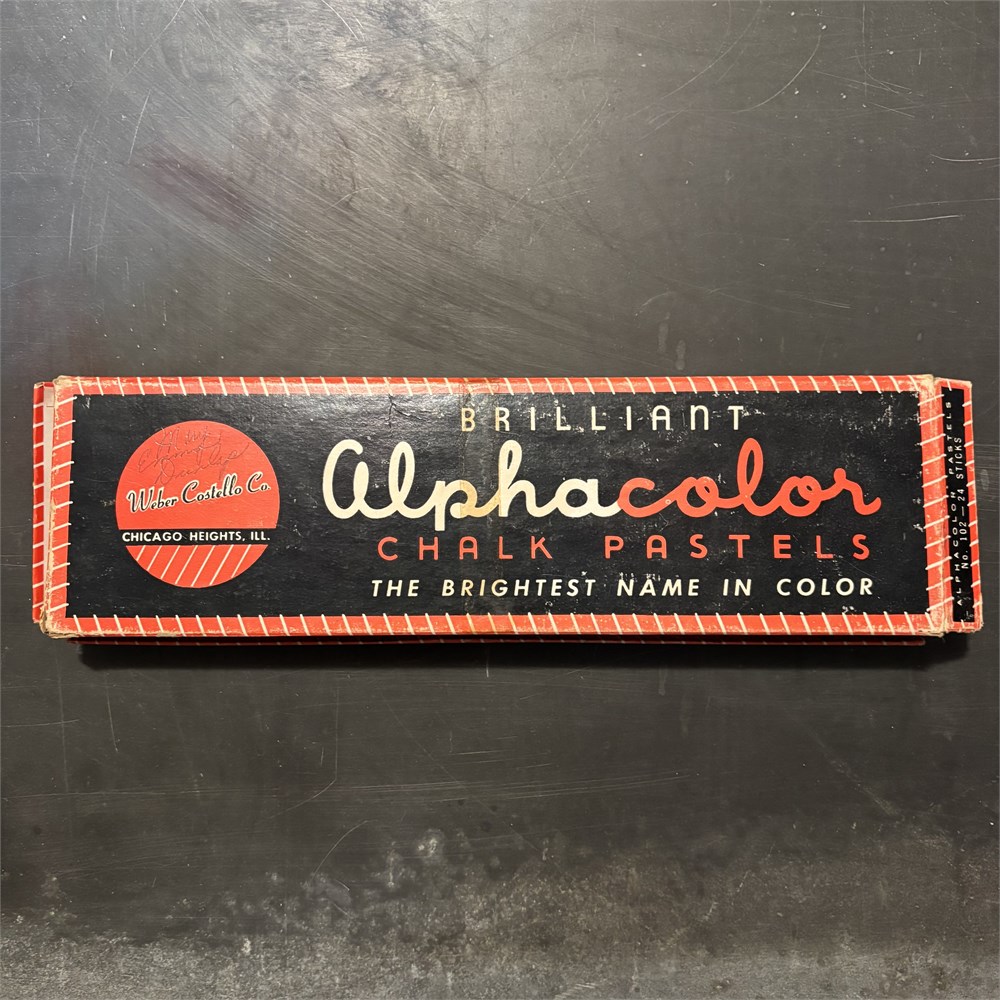 BRILLIANT
alphacolor
CHALK PASTELS
THE BRIGHTEST NAME IN COLOR
Weber Costello Co.
CHICAGO HEIGHTS, ILL.
ALPHACOLOR PASTELS
No. 102—24 STICKS